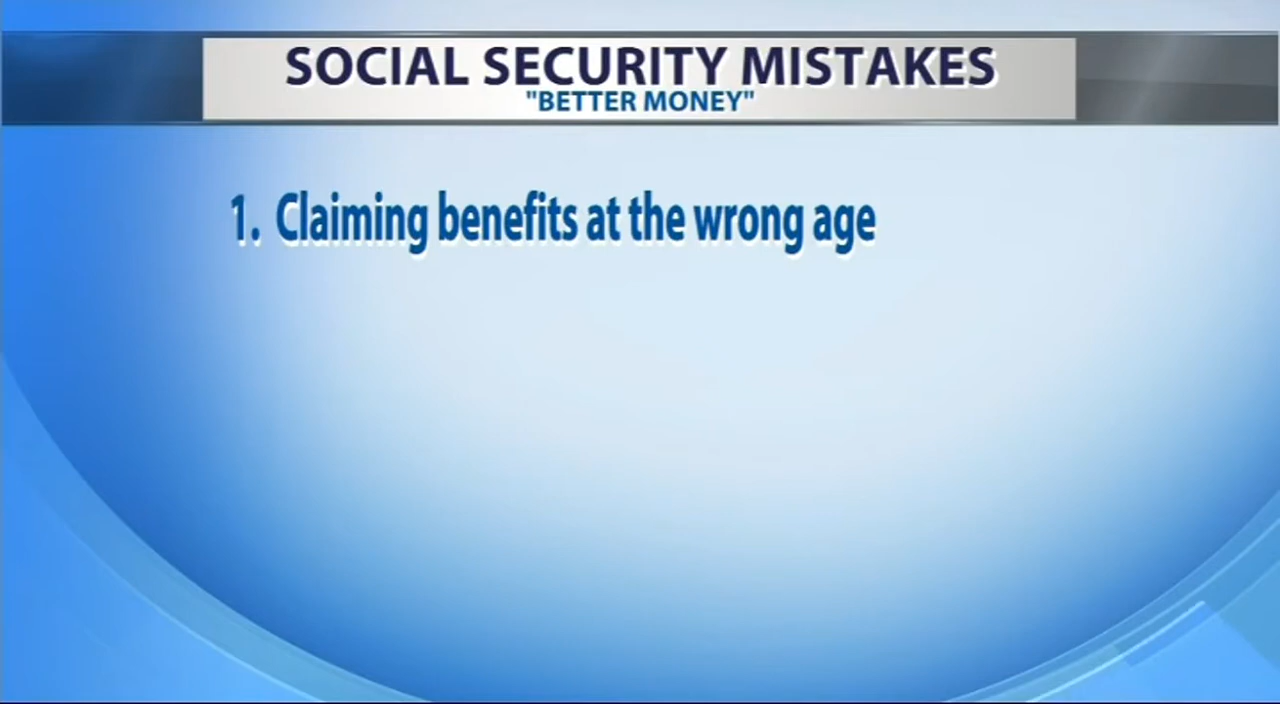 SOCIAL SECURITY MISTAKES
"BETTER MONEY"
1. Claiming benefits at the wrong age